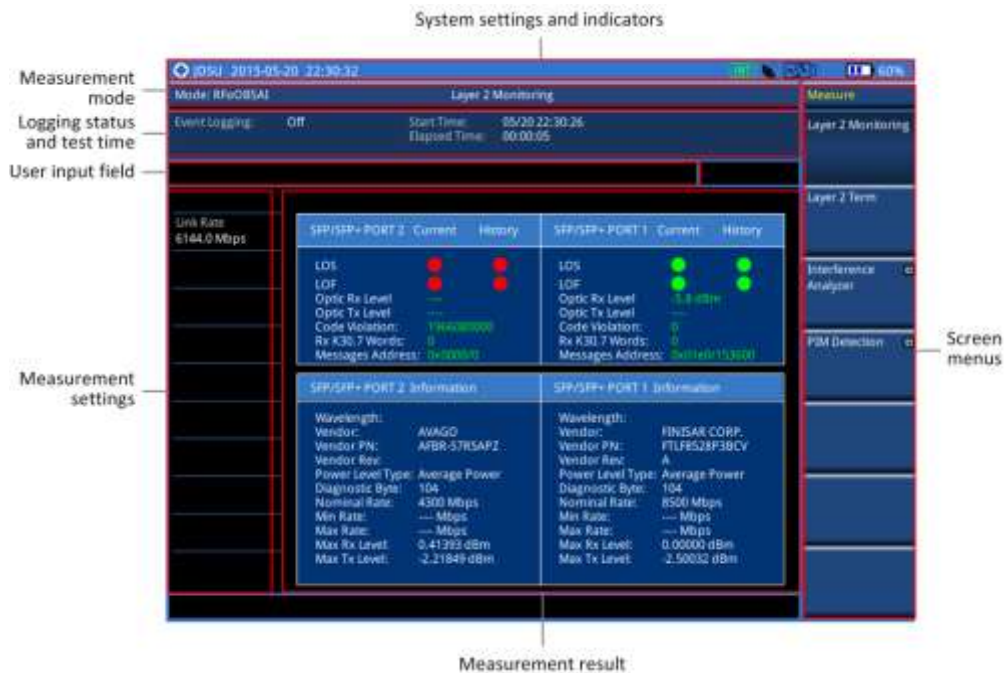 System settings and indicators
JDSU 2015-05-20 22:30:32
INT
60%
Measurement
mode
Mode: RFoOBSAI
Layer 2 Monitoring
Measure
Logging status
and test time
Event Logging: Off
Start Time: 05/20 22:30:26
Elapsed Time: 00:00:05
Layer 2 Monitoring
User input field
Layer 2 Term
Link Rate
6144.0 Mbps
SFP/SFP+ PORT 2 Current History
LOS
LOF
Optic Rx Level ---
Optic Tx Level ---
Code Violation: 1966080000
Rx K30.7 Words: 0
Messages Address: 0x0000/0
SFP/SFP+ PORT 1 Current History
LOS
LOF
Optic Rx Level -5.8 dBm
Optic Tx Level
Code Violation: 0
Rx K30.7 Words: 0
Messages Address:
Interference
Analyzer
PIM Detection
Screen
menus
Measurement
settings
SFP/SFP+ PORT 2 Information
Wavelength:
Vendor: AVAGO
Vendor PN: AFBR-57R5APZ
Vendor Rev:
Power Level Type: Average Power
Diagnostic Byte: 104
Nominal Rate: 4300 Mbps
Min Rate: --- Mbps
Max Rate: --- Mbps
Max Rx Level: 0.41393 dBm
Max Tx Level: -2.21849 dBm
SFP/SFP+ PORT 1 Information
Wavelength:
Vendor: FINISAR CORP.
Vendor PN: FTLF8528P3BCV
Vendor Rev: A
Power Level Type: Average Power
Diagnostic Byte: 104
Nominal Rate: 8500 Mbps
Min Rate: --- Mbps
Max Rate: --- Mbps
Max Rx Level: 0.00000 dBm
Max Tx Level: -2.50032 dBm
Measurement result